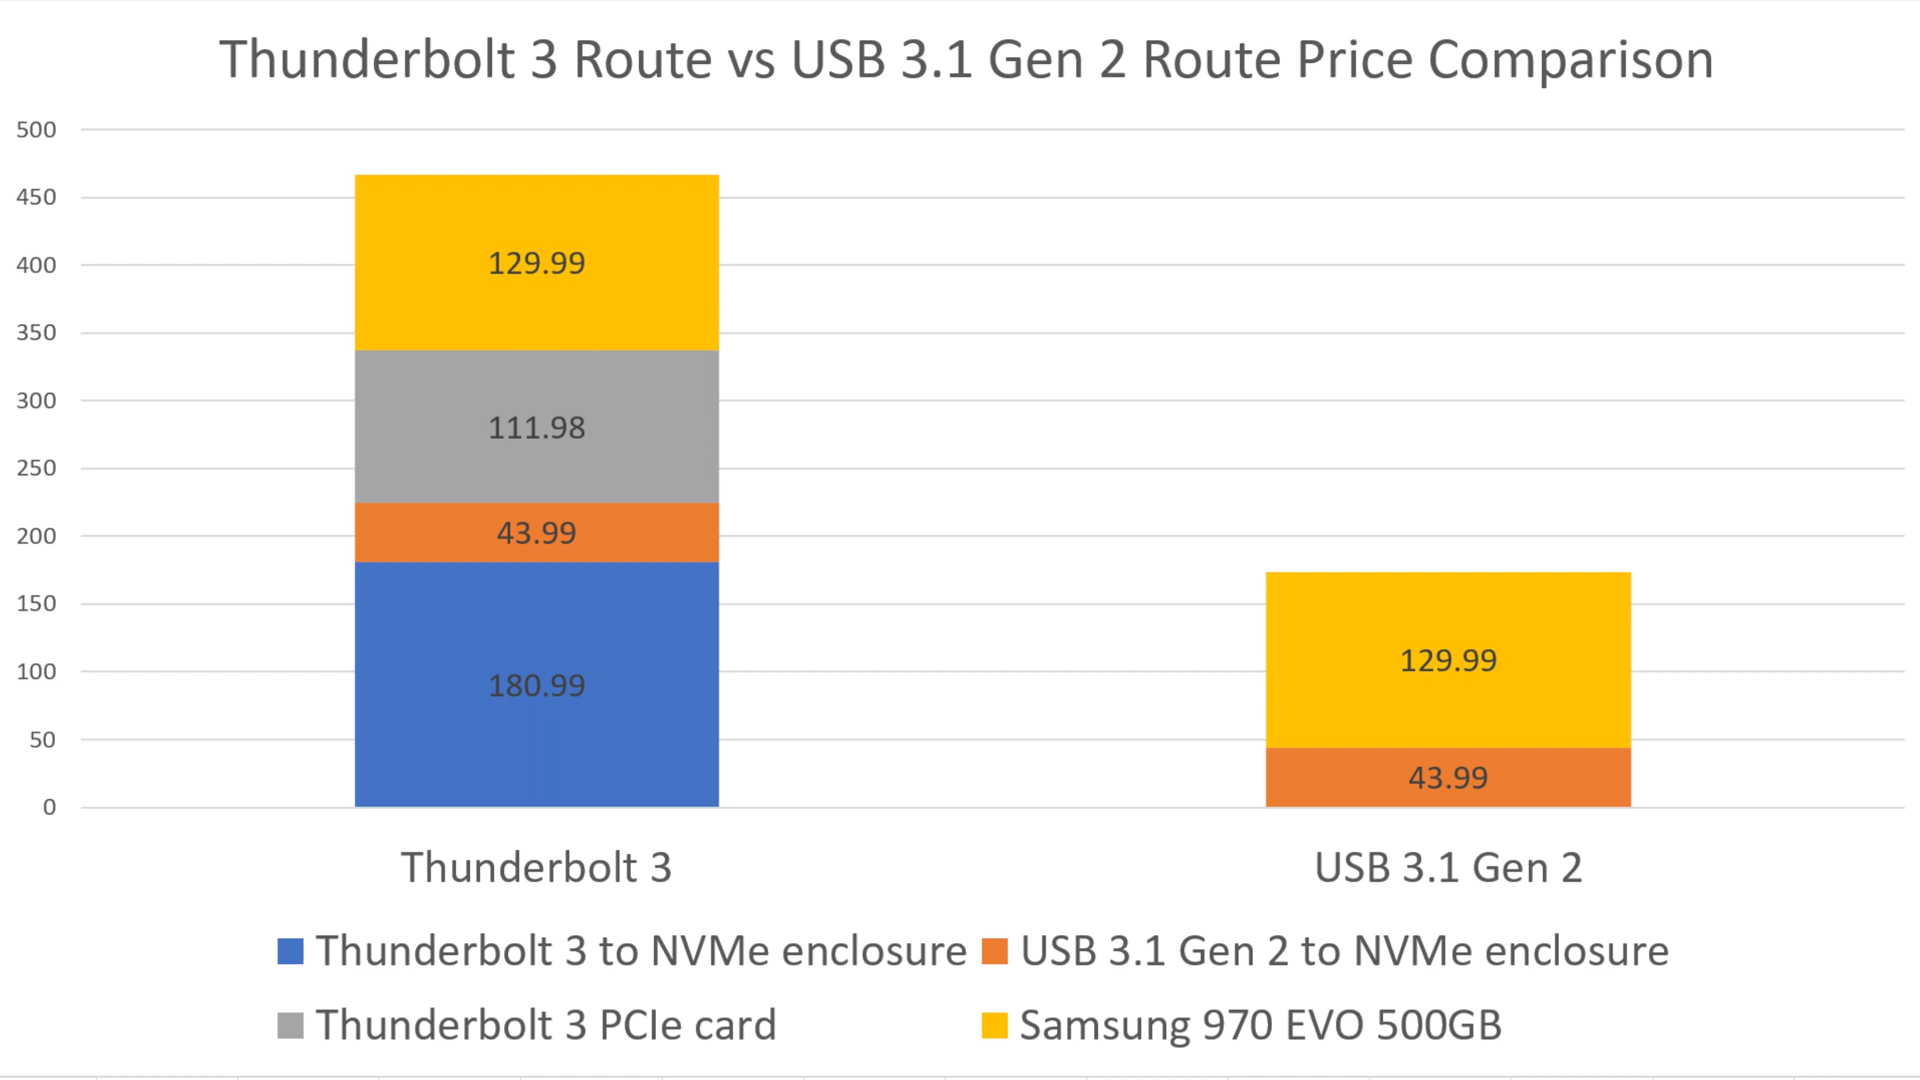 Thunderbolt 3 Route vs USB 3.1 Gen 2 Route Price Comparison
500
450
400
350
300
250
200
150
100
50
0
129.99
111.98
43.99
180.99
129.99
43.99
Thunderbolt 3
USB 3.1 Gen 2
Thunderbolt 3 to NVMe enclosure
USB 3.1 Gen 2 to NVMe enclosure
Thunderbolt 3 PCIe card
Samsung 970 EVO 500GB